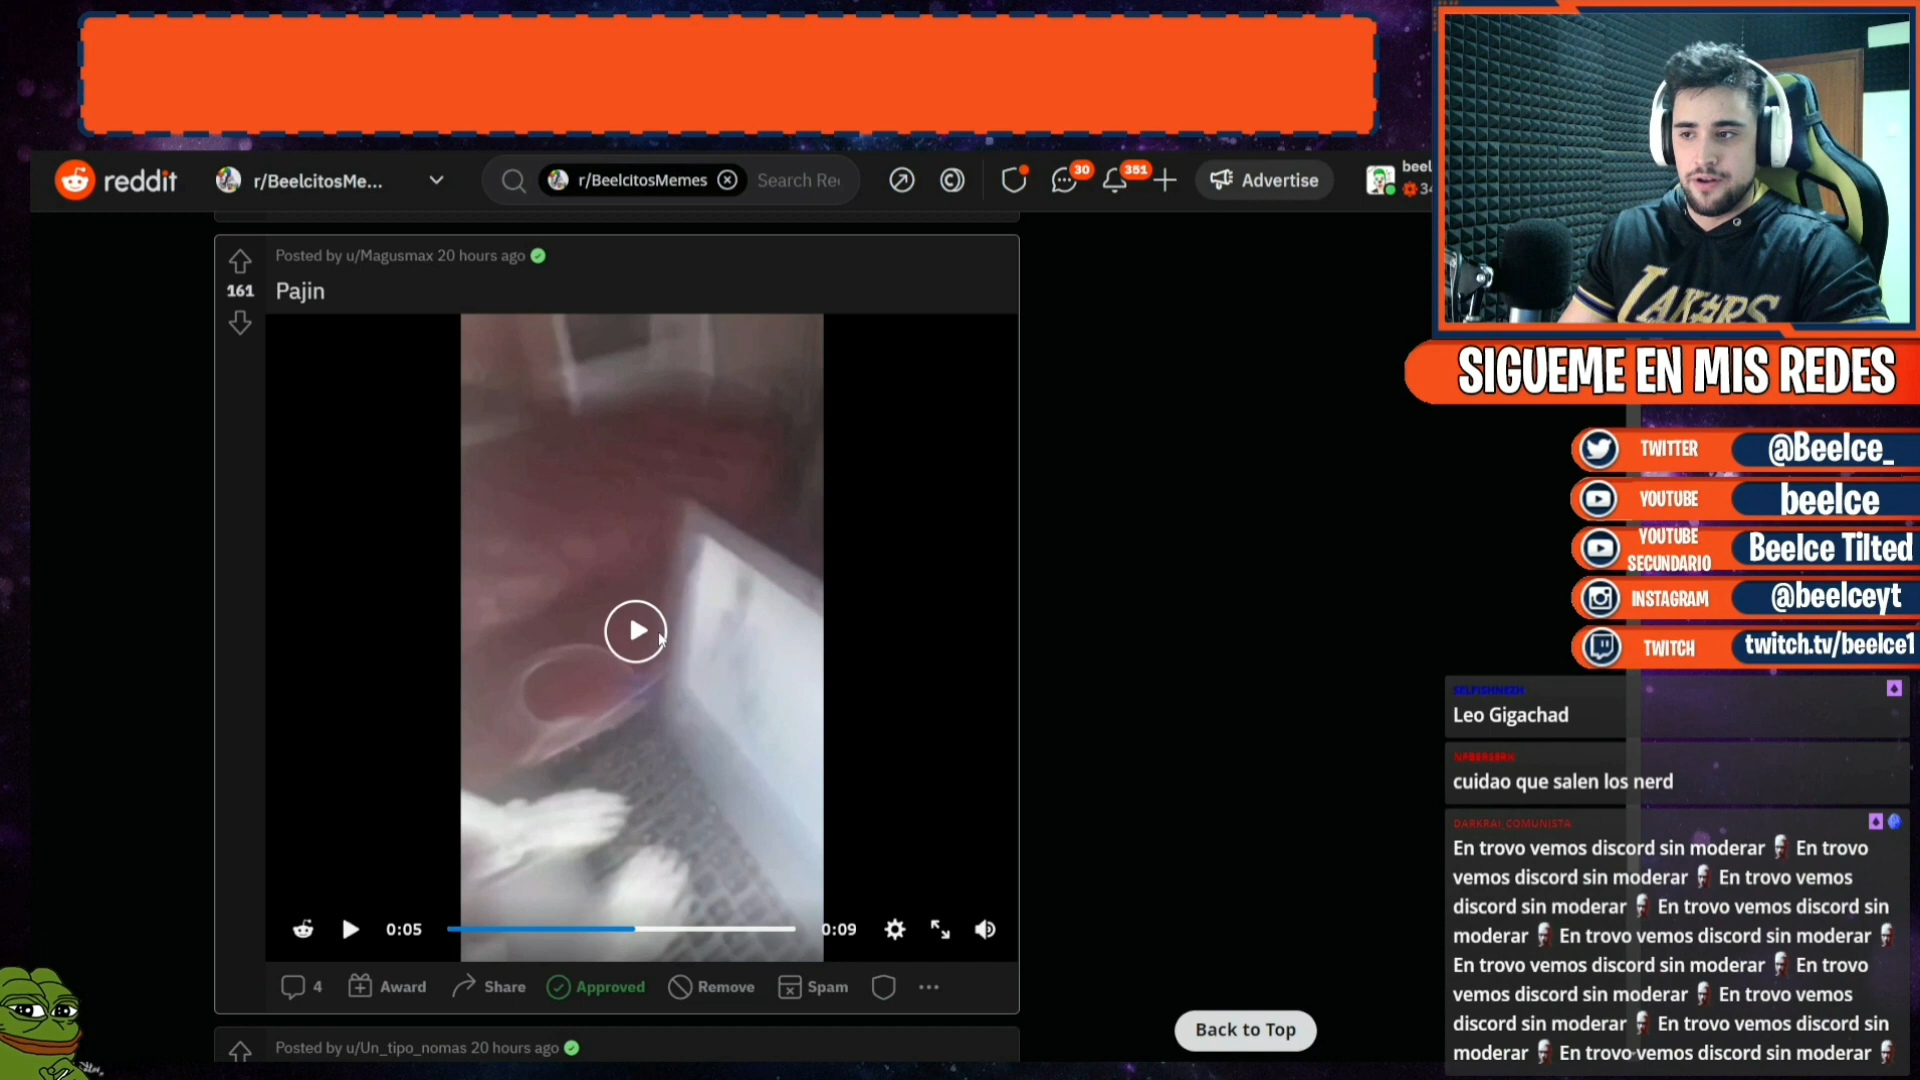 reddit
r/BeelcitosMe...
r/BeelcitosMemes
Search Re
30
351
Advertise
beel
34
Posted by u/Magusmax 20 hours ago
161
Pajin
0:05
0:09
4
Award
Share
Approved
Remove
Spam
Posted by u/Un_tipo_nomas 20 hours ago
Back to Top
LAKERS
SIGUEME EN MIS REDES
TWITTER
@Beelce_
YOUTUBE
beelce
YOUTUBE
SECUNDARIO
Beelce Tilted
INSTAGRAM
@beelceyt
TWITCH
twitch.tv/beelce1
SELFISHNEZH
Leo Gigachad
NFBERSERK
cuidao que salen los nerd
DARKRAI_COMUNISTA
En trovo vemos discord sin moderar En trovo
vemos discord sin moderar En trovo vemos
discord sin moderar En trovo vemos discord sin
moderar En trovo vemos discord sin moderar
En trovo vemos discord sin moderar En trovo
vemos discord sin moderar En trovo vemos
discord sin moderar En trovo vemos discord sin
moderar En trovo vemos discord sin moderar